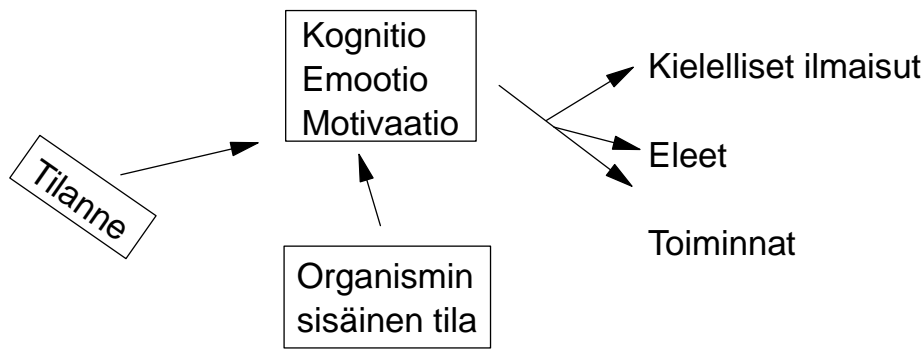 Kognitio
Emootio
Motivaatio
Kielelliset ilmaisut
Eleet
Tilanne
Toiminnat
Organismin
sisäinen tila